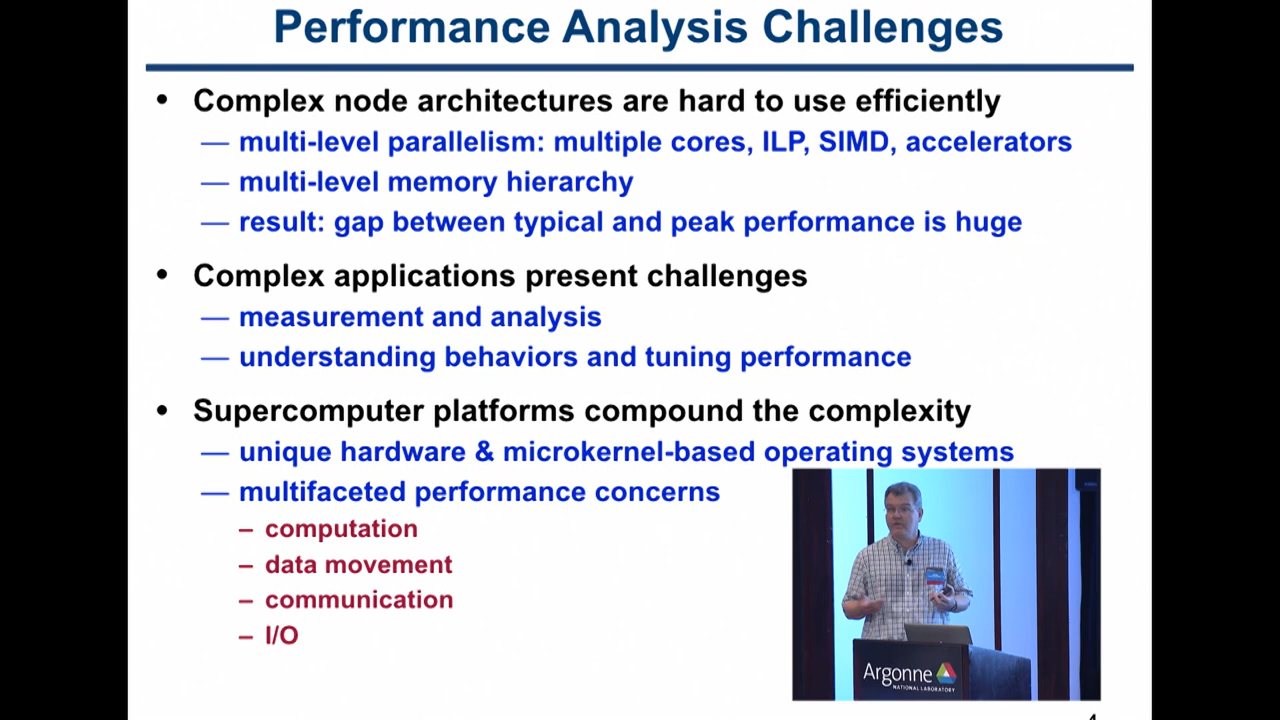 Performance Analysis Challenges
• Complex node architectures are hard to use efficiently
— multi-level parallelism: multiple cores, ILP, SIMD, accelerators
— multi-level memory hierarchy
— result: gap between typical and peak performance is huge
• Complex applications present challenges
— measurement and analysis
— understanding behaviors and tuning performance
• Supercomputer platforms compound the complexity
— unique hardware & microkernel-based operating systems
— multifaceted performance concerns
– computation
– data movement
– communication
– I/O
Argonne
NATIONAL LABORATORY
4